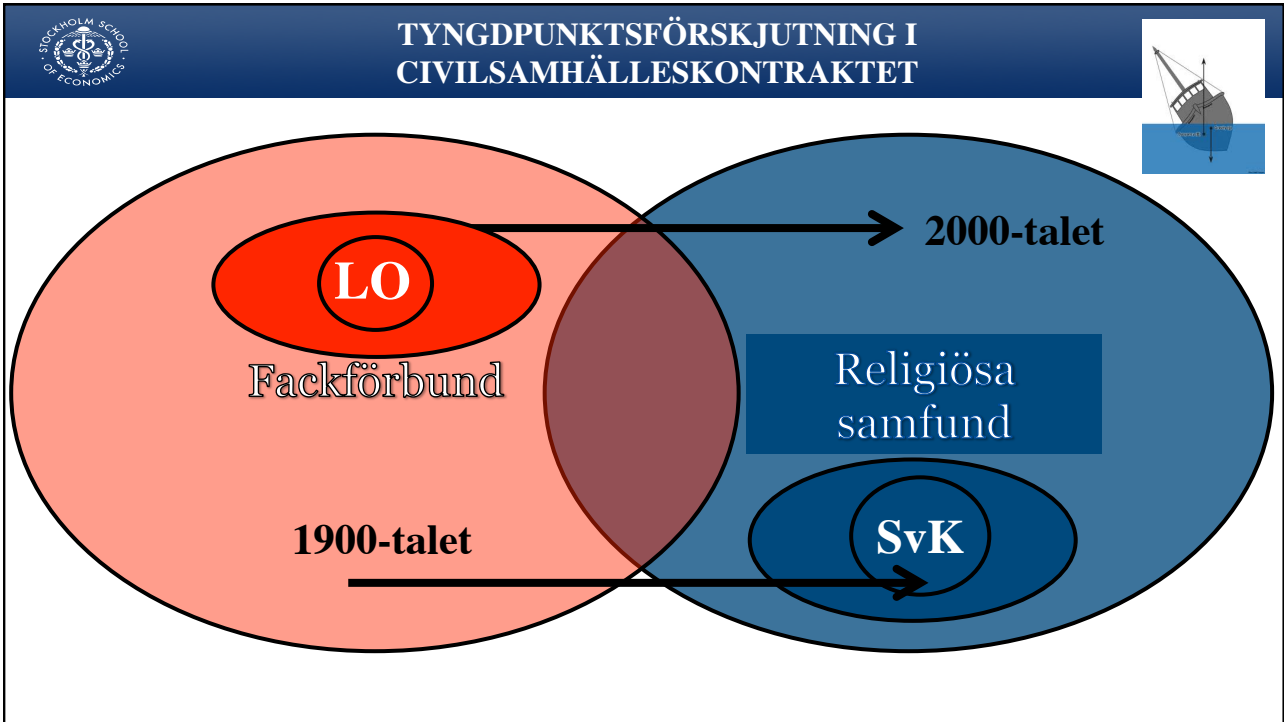 STOCKHOLM SCHOOL
OF ECONOMICS
TYNGDPUNKTSFÖRSKJUTNING I
CIVILSAMHÄLLESKONTRAKTET
2000-talet
LO
Fackförbund
Religiösa
samfund
1900-talet
SvK